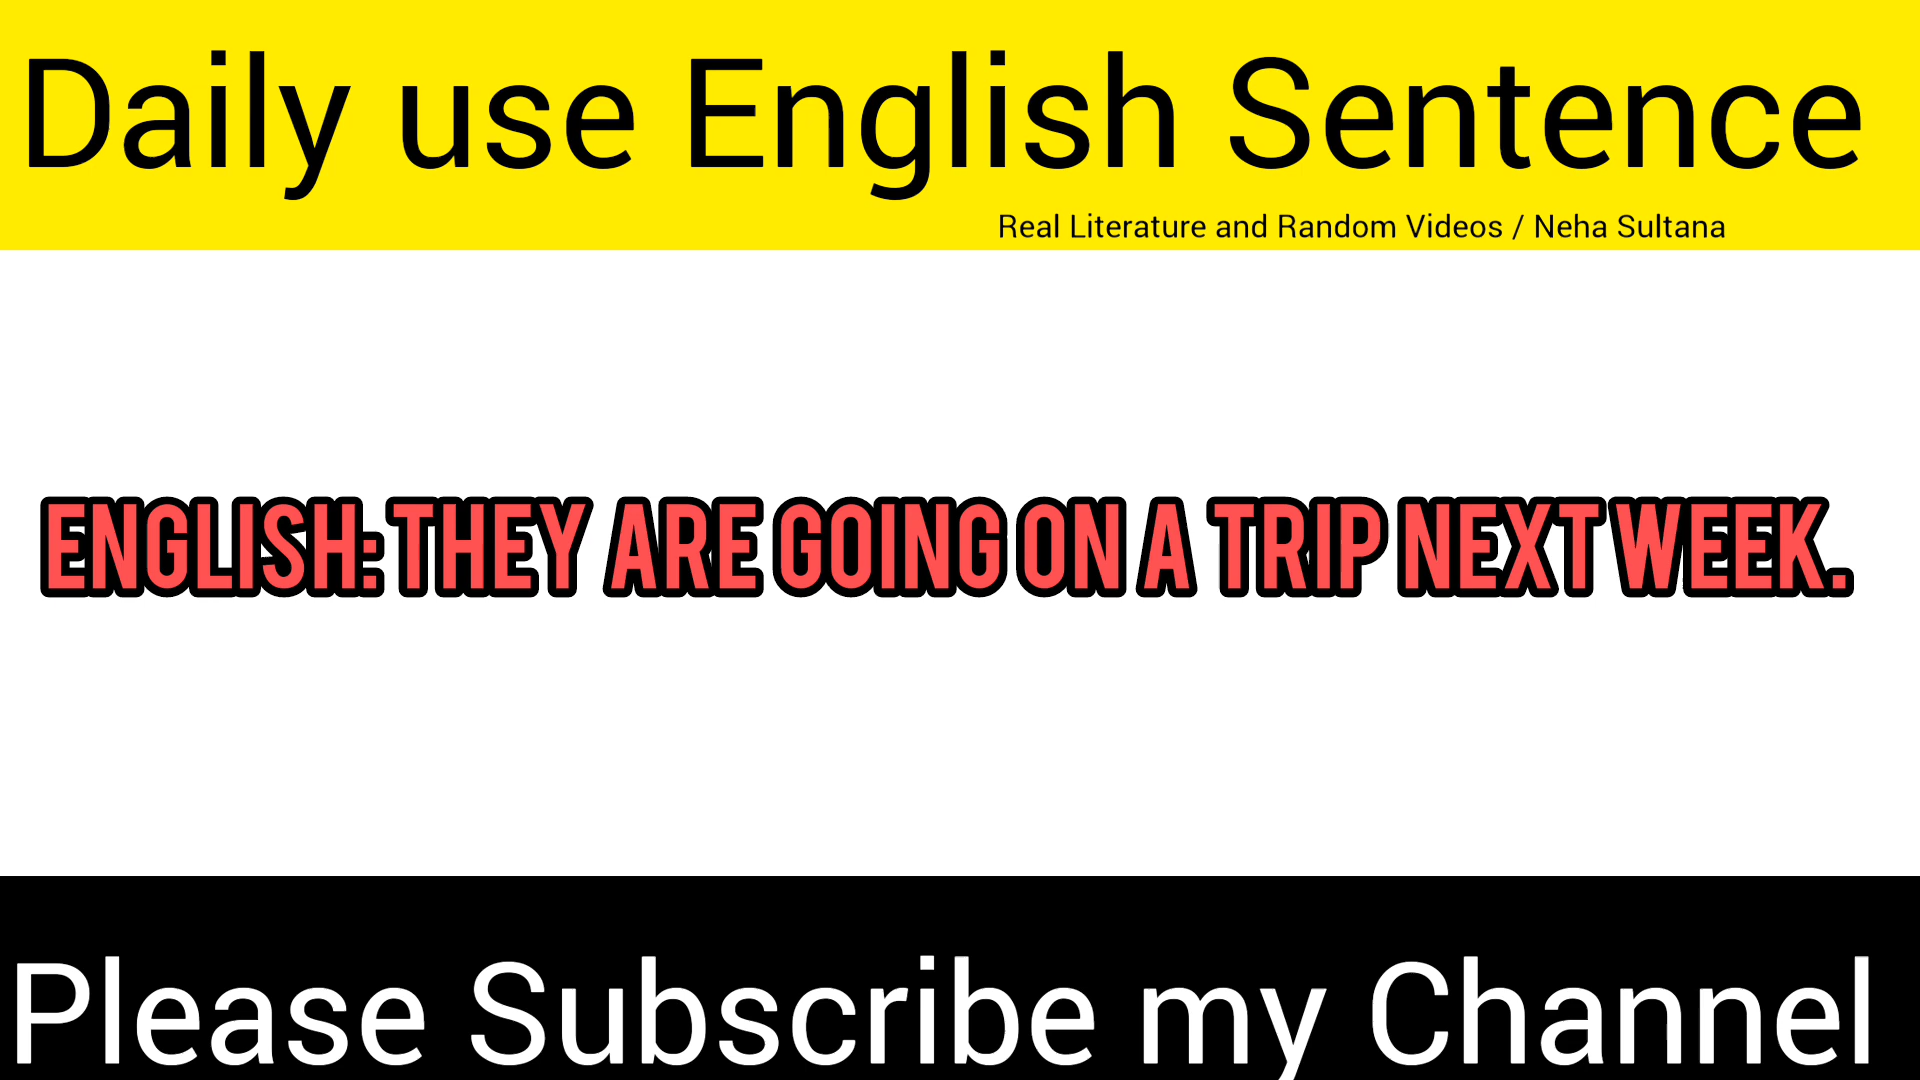 Daily use English Sentence
Real Literature and Random Videos / Neha Sultana
ENGLISH: THEY ARE GOING ON A TRIP NEXT WEEK.
Please Subscribe my Channel